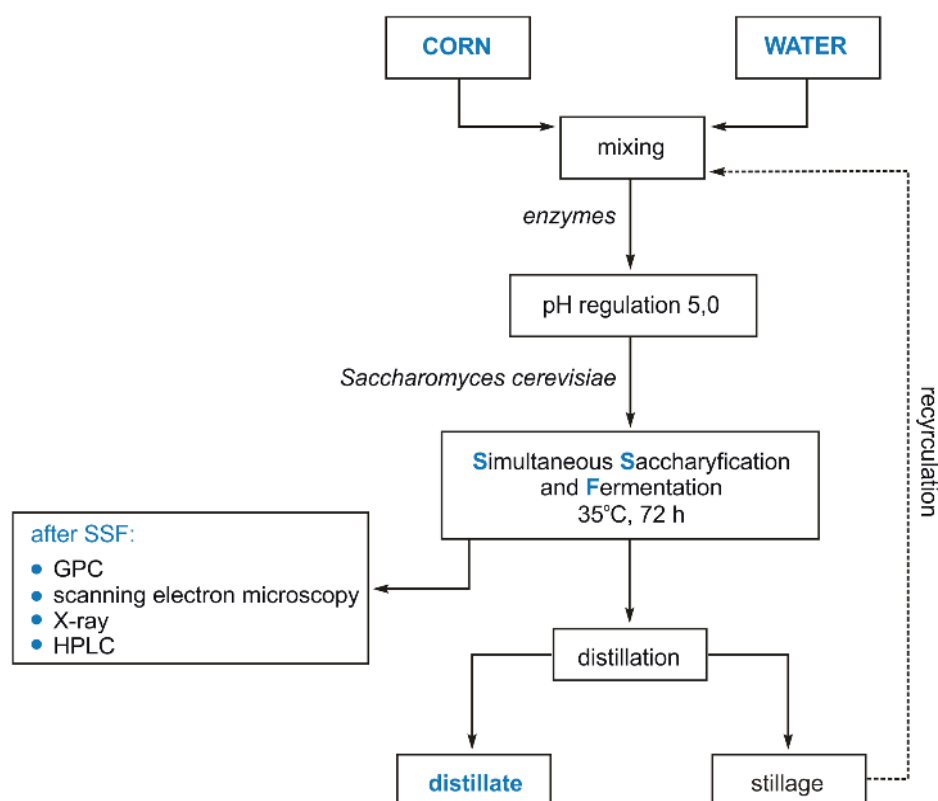 CORN
WATER
mixing
enzymes
pH regulation 5,0
Saccharomyces cerevisiae
Simultaneous Saccharyfication
and Fermentation
35°C, 72 h
after SSF:
GPC
scanning electron microscopy
X-ray
HPLC
distillation
distillate
stillage
recyrculation